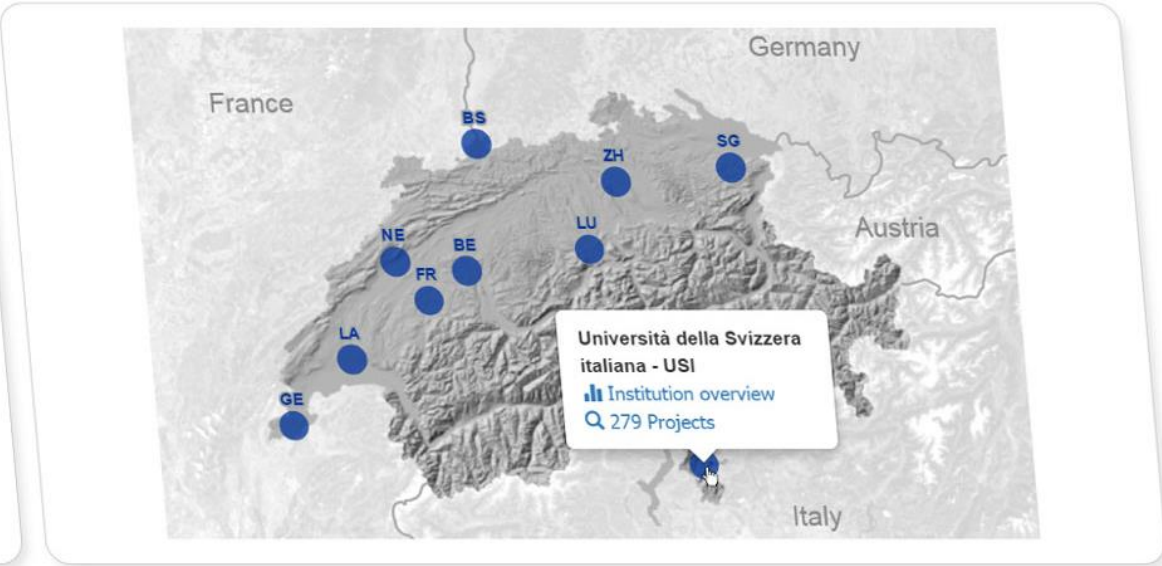 Germany
France
BS
ZH
SG
LU
Austria
NE
BE
FR
LA
GE
Università della Svizzera
italiana - USI
Institution overview
279 Projects
Italy